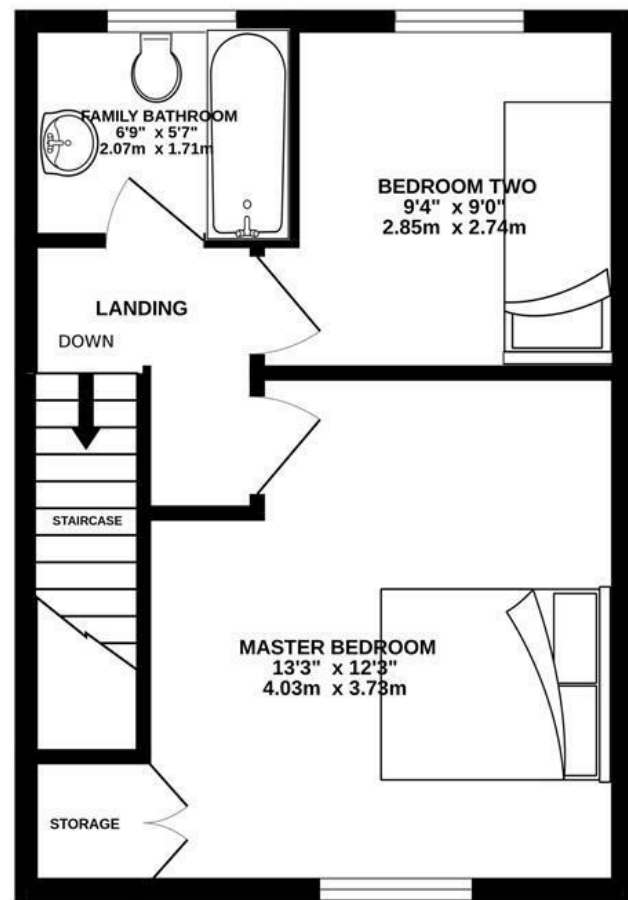 FAMILY BATHROOM
6'9" x 5'7"
2.07m x 1.71m
BEDROOM TWO
9'4" x 9'0"
2.85m x 2.74m
LANDING
DOWN
STAIRCASE
MASTER BEDROOM
13'3" x 12'3"
4.03m x 3.73m
STORAGE